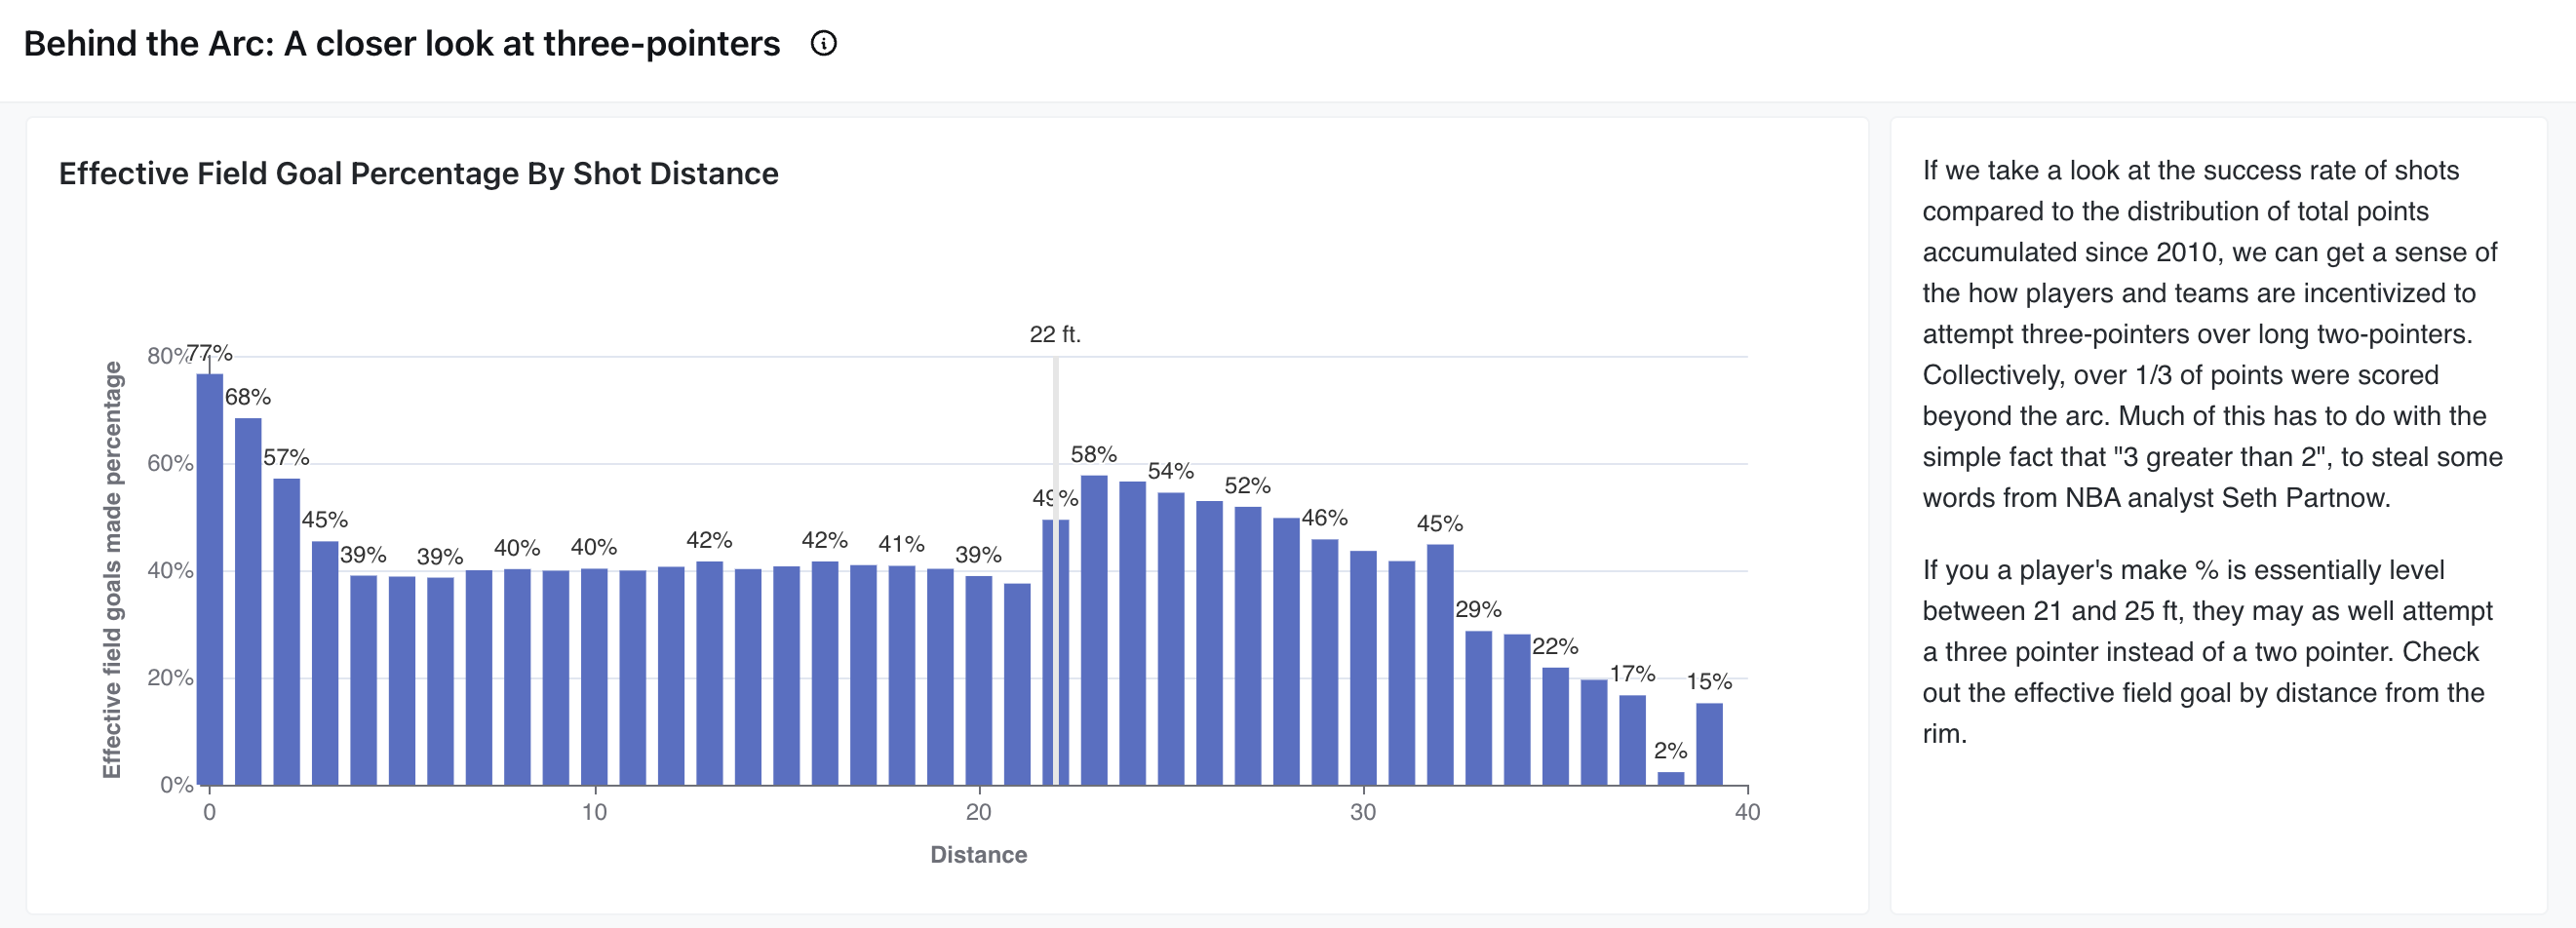 Behind the Arc: A closer look at three-pointers
Effective Field Goal Percentage By Shot Distance
If we take a look at the success rate of shots
compared to the distribution of total points
accumulated since 2010, we can get a sense of
the how players and teams are incentivized to
attempt three-pointers over long two-pointers.
Collectively, over 1/3 of points were scored
beyond the arc. Much of this has to do with the
simple fact that "3 greater than 2", to steal some
words from NBA analyst Seth Partnow.
If you a player's make % is essentially level
between 21 and 25 ft, they may as well attempt
a three pointer instead of a two pointer. Check
out the effective field goal by distance from the
rim.
Effective field goals made percentage
80%
60%
40%
20%
0%
22 ft.
77%
68%
57%
45%
39%
39%
40%
40%
42%
42%
41%
39%
49%
58%
54%
52%
46%
45%
29%
22%
17%
2%
15%
0
10
20
30
40
Distance